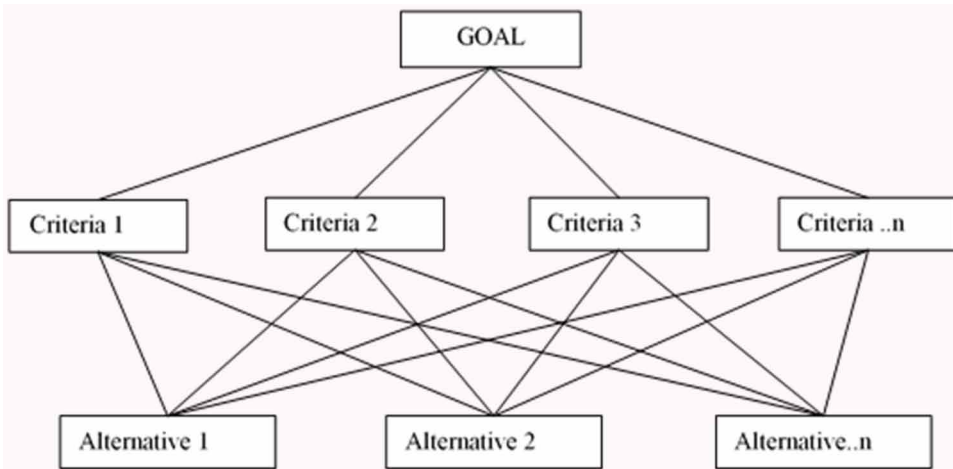 GOAL
Criteria 1
Criteria 2
Criteria 3
Criteria ..n
Alternative 1
Alternative 2
Alternative..n